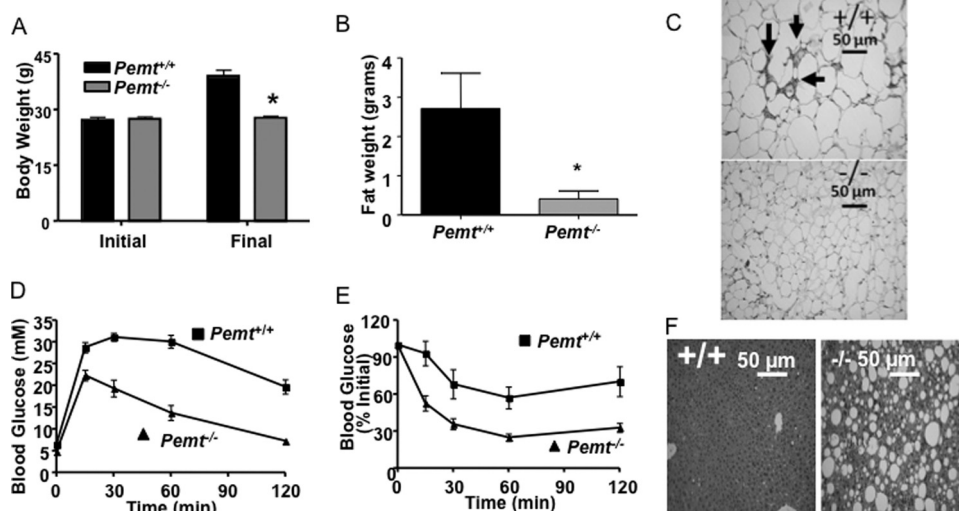 A
Body Weight (g)
45
30
15
0
Pemt+/+
Pemt-/-
*
Initial
Final
B
Fat weight (grams)
4
3
2
1
0
*
Pemt+/+
Pemt-/-
C
+/+
50 µm
-/-
50 µm
D
Blood Glucose (mM)
35
30
25
20
15
10
5
0
Pemt+/+
Pemt-/-
0
30
60
90
120
Time (min)
E
Blood Glucose
(% Initial)
120
90
60
30
0
Pemt+/+
Pemt-/-
0
30
60
90
120
Time (min)
F
+/+ 50 µm
-/- 50 µm